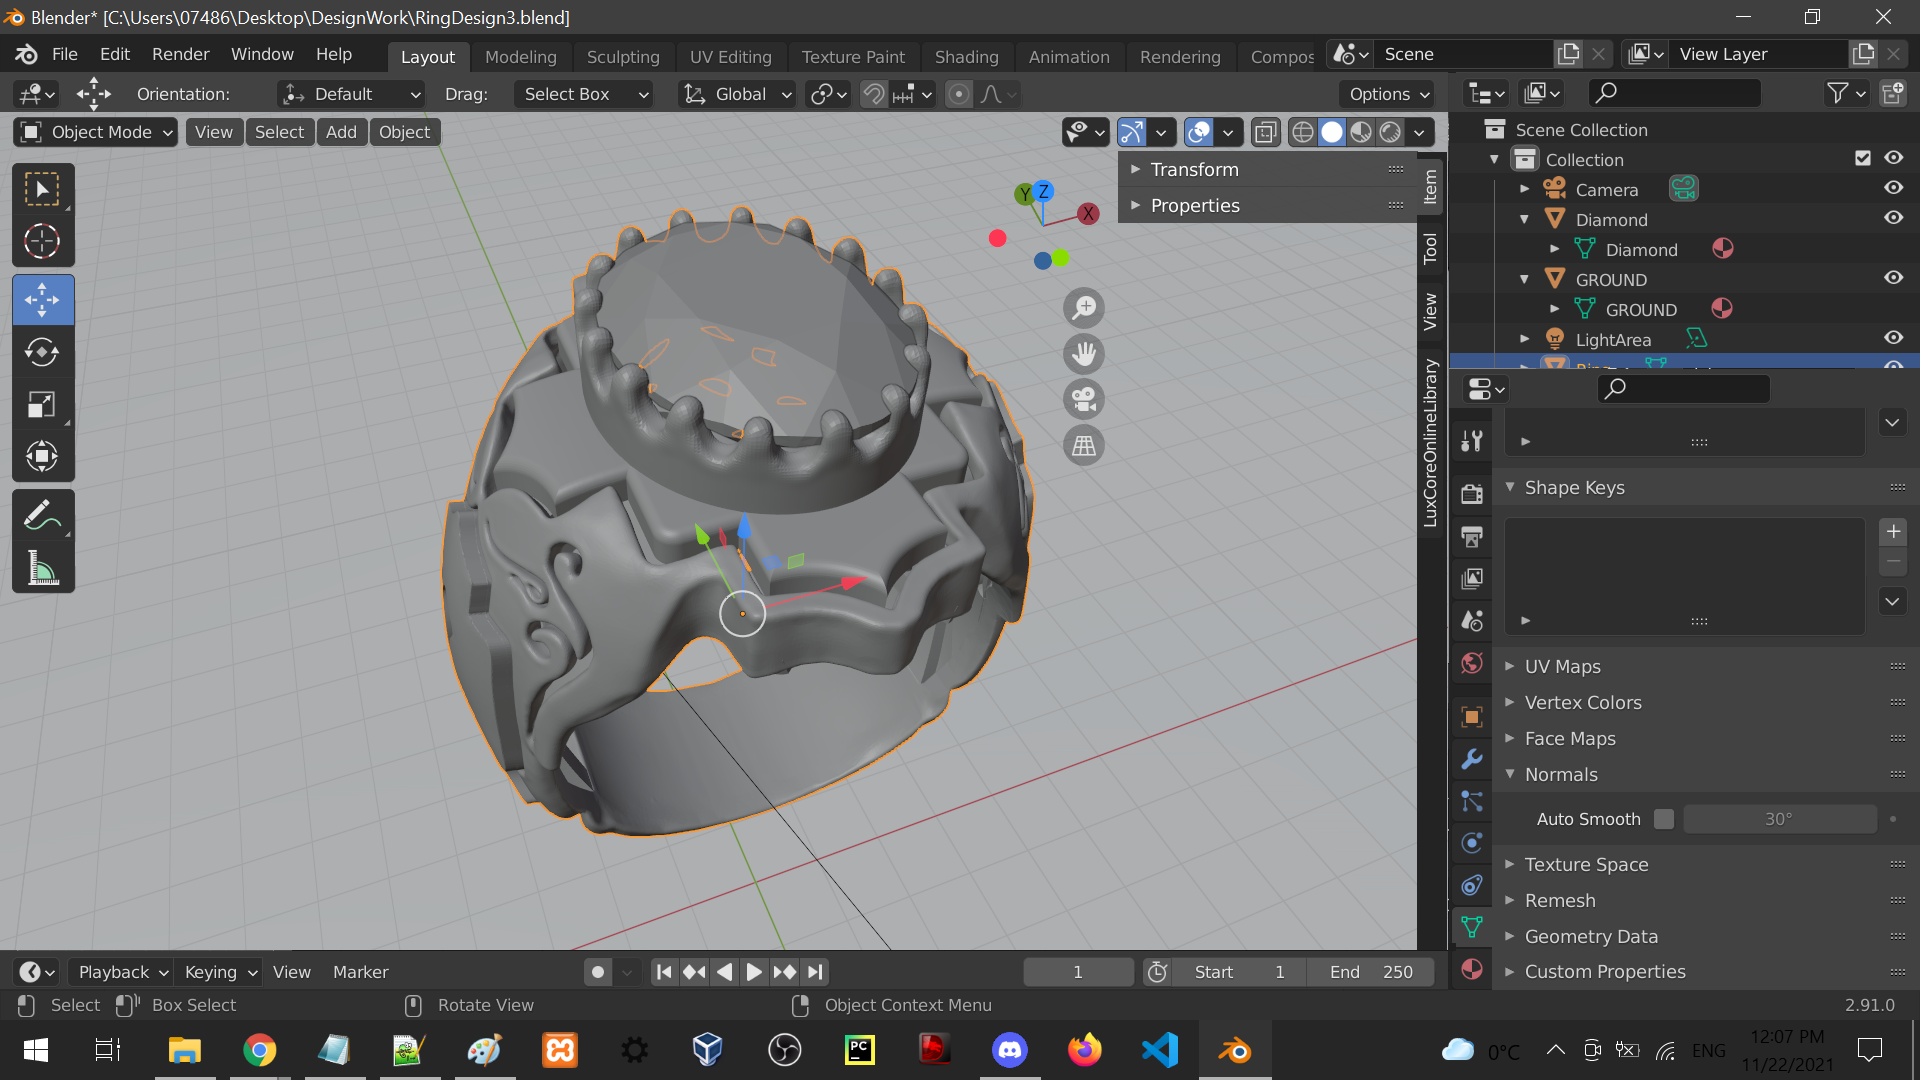 Blender* [C:\Users\07486\Desktop\DesignWork\RingDesign3.blend]
File Edit Render Window Help Layout Modeling Sculpting UV Editing Texture Paint Shading Animation Rendering Compos Scene View Layer
Orientation: Default Drag: Select Box Global Options
Object Mode View Select Add Object
Transform
Properties
Item
Tool
View
LuxCoreOnlineLibrary
Y Z X
Scene Collection
Collection
Camera
Diamond
Diamond
GROUND
GROUND
LightArea
Shape Keys
UV Maps
Vertex Colors
Face Maps
Normals
Auto Smooth 30°
Texture Space
Remesh
Geometry Data
Custom Properties
Playback Keying View Marker 1 Start 1 End 250
Select Box Select Rotate View Object Context Menu 2.91.0
PC 0°C ENG 12:07 PM
11/22/2021